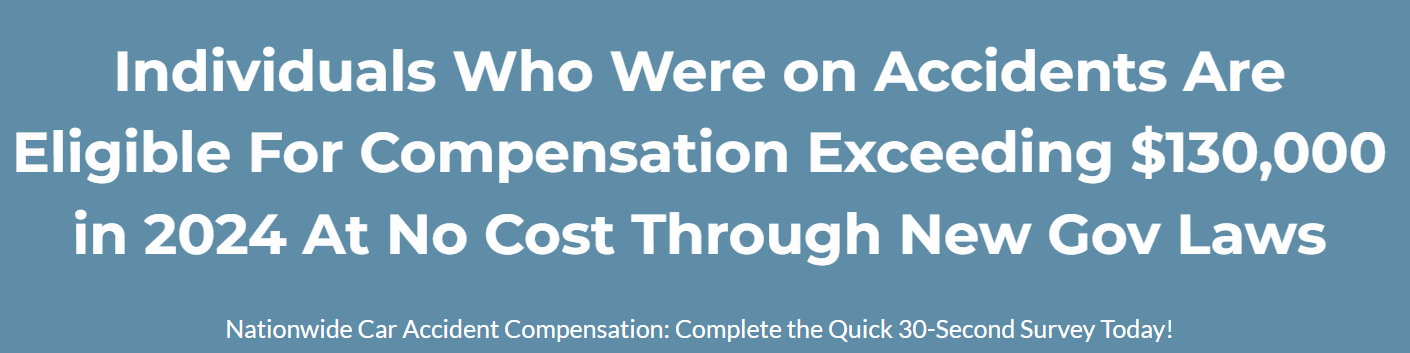 Individuals Who Were on Accidents Are
Eligible For Compensation Exceeding $130,000
in 2024 At No Cost Through New Gov Laws
Nationwide Car Accident Compensation: Complete the Quick 30-Second Survey Today!